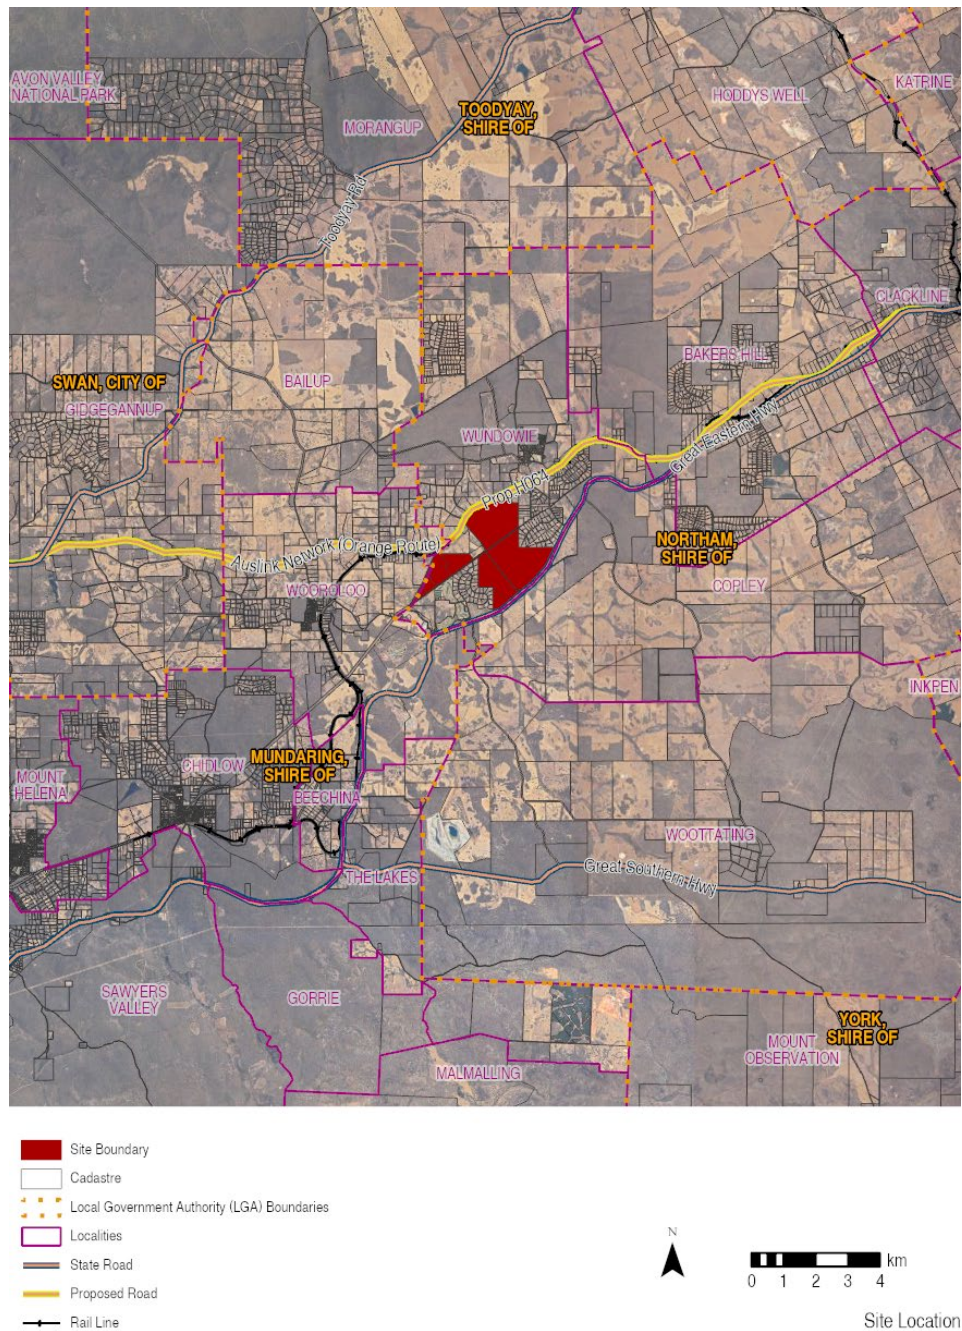 AVON VALLEY
NATIONAL PARK
MORANGUP
TOODYAY,
SHIRE OF
HODDYS WELL
KATRINE
Toodyay Rd
CLACKLINE
SWAN, CITY OF
GIDGEGANNUP
BAILUP
BAKERS HILL
WUNDOWIE
Great Eastern Hwy
Prop.H064
Auslink Network (Orange Route)
WOOROLOO
NORTHAM,
SHIRE OF
COPLEY
INKPEN
MOUNT
HELENA
CHIDLOW
MUNDARING,
SHIRE OF
BEECHINA
WOOTTATING
THE LAKES
Great Southern Hwy
SAWYERS
VALLEY
GORRIE
YORK,
SHIRE OF
MOUNT
OBSERVATION
MALMALLING
Site Boundary
Cadastre
Local Government Authority (LGA) Boundaries
Localities
State Road
Proposed Road
Rail Line
N
km
0 1 2 3 4
Site Location